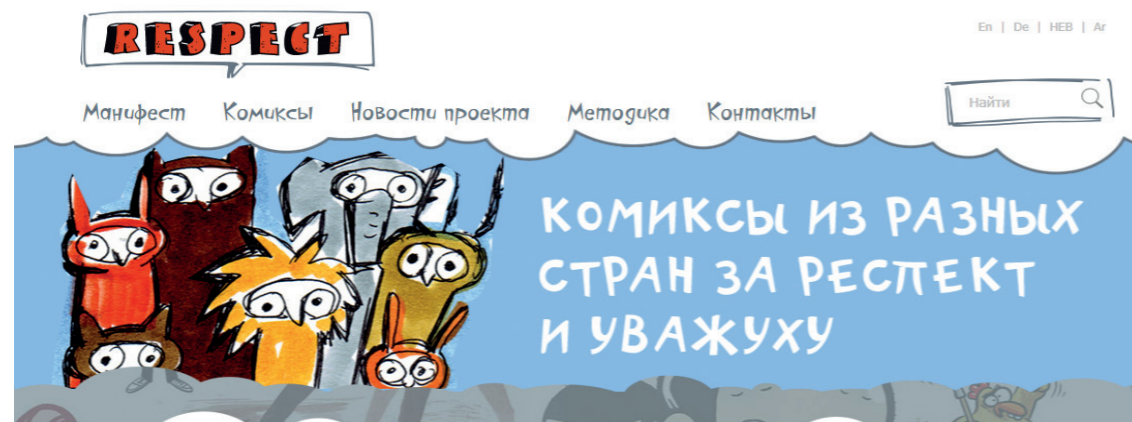 RESPECT
En | De | HEB | Ar
Манифест Комиксы Новости проекта Методика Контакты
Найти
КОМИКСЫ ИЗ РАЗНЫХ
СТРАН ЗА РЕСПЕКТ
И УВАЖУХУ